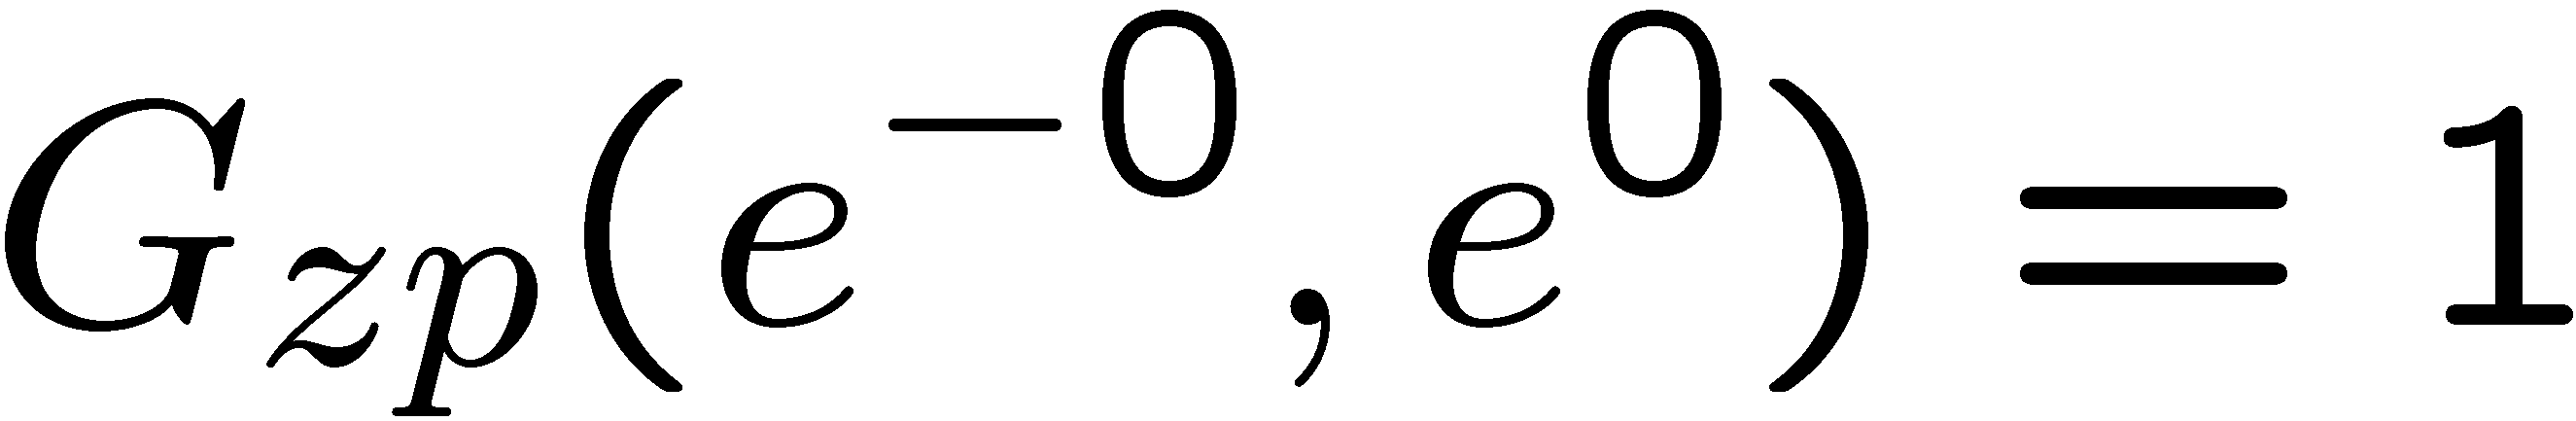 G_{zp}(e^{-0}, e^{0}) = 1